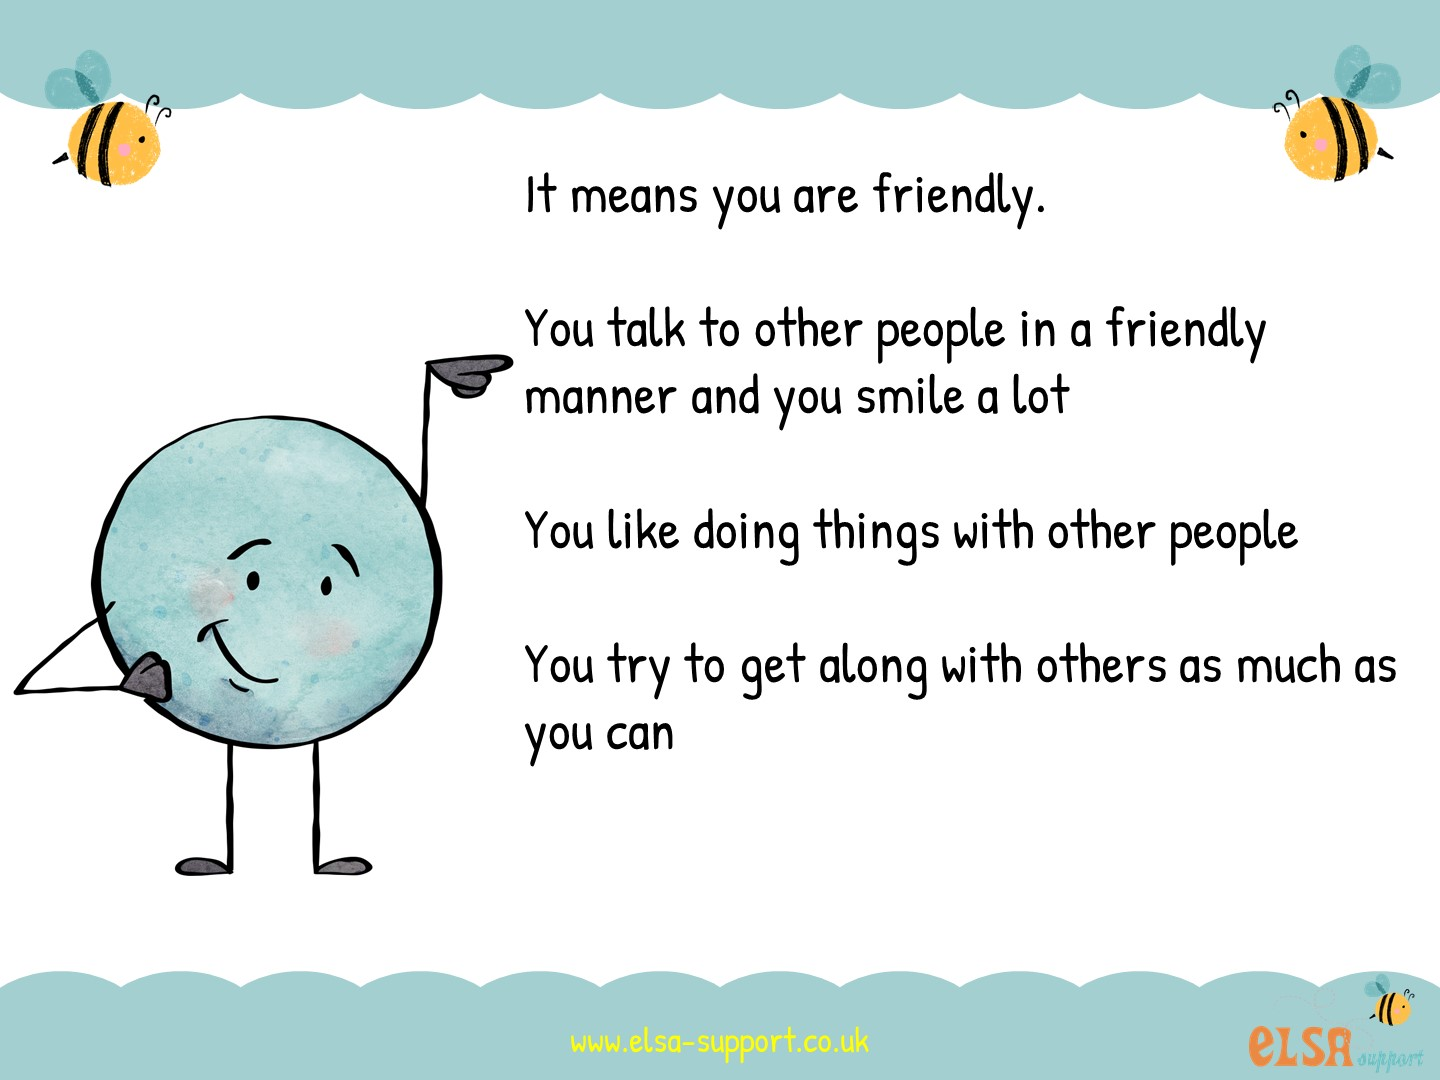 It means you are friendly.
You talk to other people in a friendly
manner and you smile a lot
You like doing things with other people
You try to get along with others as much as
you can
www.elsa-support.co.uk
ELSA
support